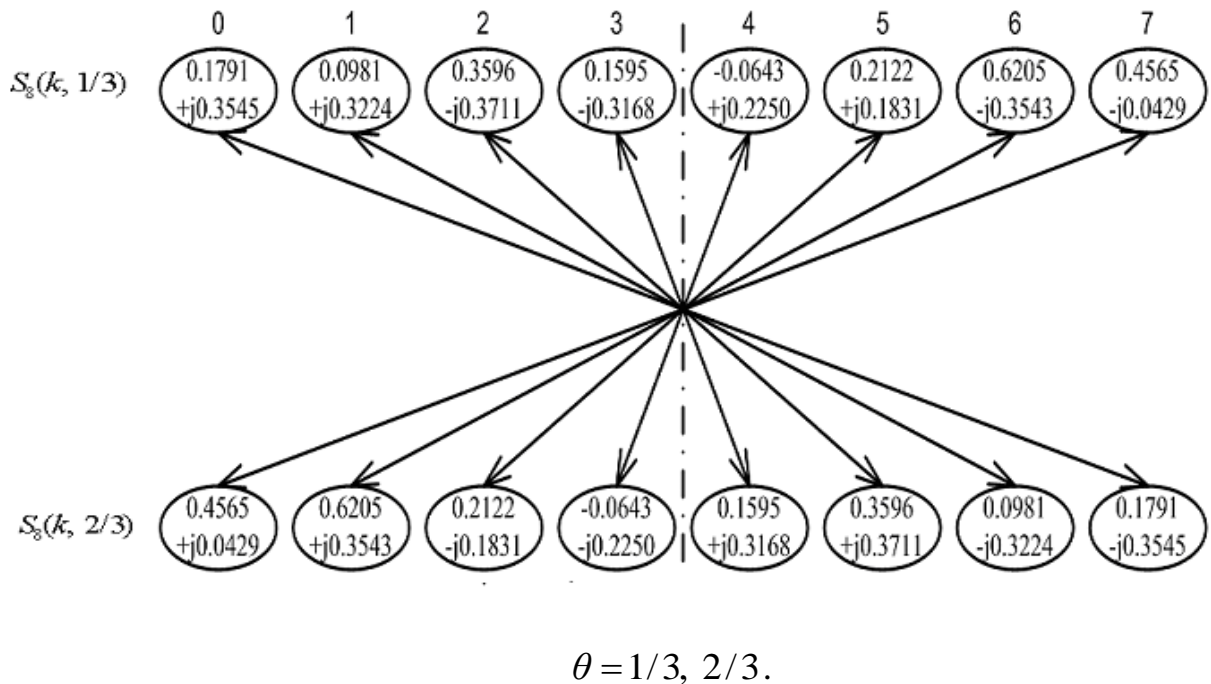 0 1 2 3 4 5 6 7
S₈(k, 1/3)
0.1791 0.0981 0.3596 0.1595 -0.0643 0.2122 0.6205 0.4565
+j0.3545 +j0.3224 -j0.3711 -j0.3168 +j0.2250 +j0.1831 -j0.3543 -j0.0429
S₈(k, 2/3)
0.4565 0.6205 0.2122 -0.0643 0.1595 0.3596 0.0981 0.1791
+j0.0429 +j0.3543 -j0.1831 -j0.2250 +j0.3168 +j0.3711 -j0.3224 -j0.3545
θ = 1/3, 2/3.